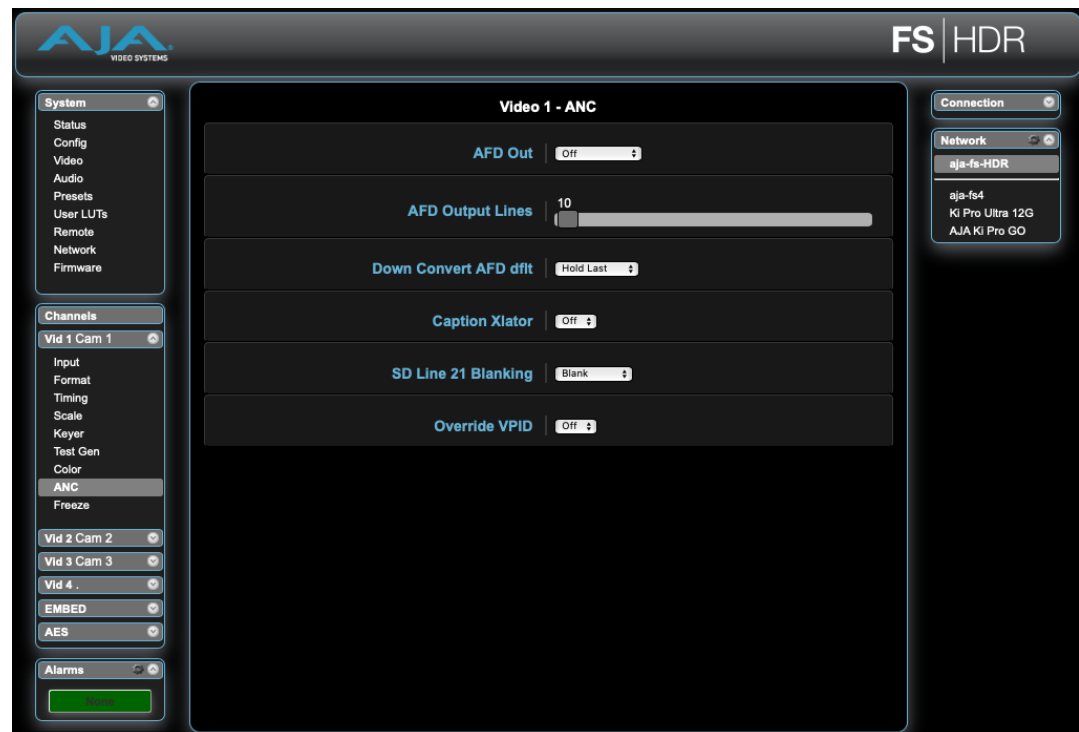 AJA
VIDEO SYSTEMS
FS HDR
System
Status
Config
Video
Audio
Presets
User LUTs
Remote
Network
Firmware
Channels
Vid 1 Cam 1
Input
Format
Timing
Scale
Keyer
Test Gen
Color
ANC
Freeze
Vid 2 Cam 2
Vid 3 Cam 3
Vid 4 .
EMBED
AES
Alarms
None
Video 1 - ANC
AFD Out Off
AFD Output Lines 10
Down Convert AFD dflt Hold Last
Caption Xlator Off
SD Line 21 Blanking Blank
Override VPID Off
Connection
Network
aja-fs-HDR
aja-fs4
Ki Pro Ultra 12G
AJA Ki Pro GO